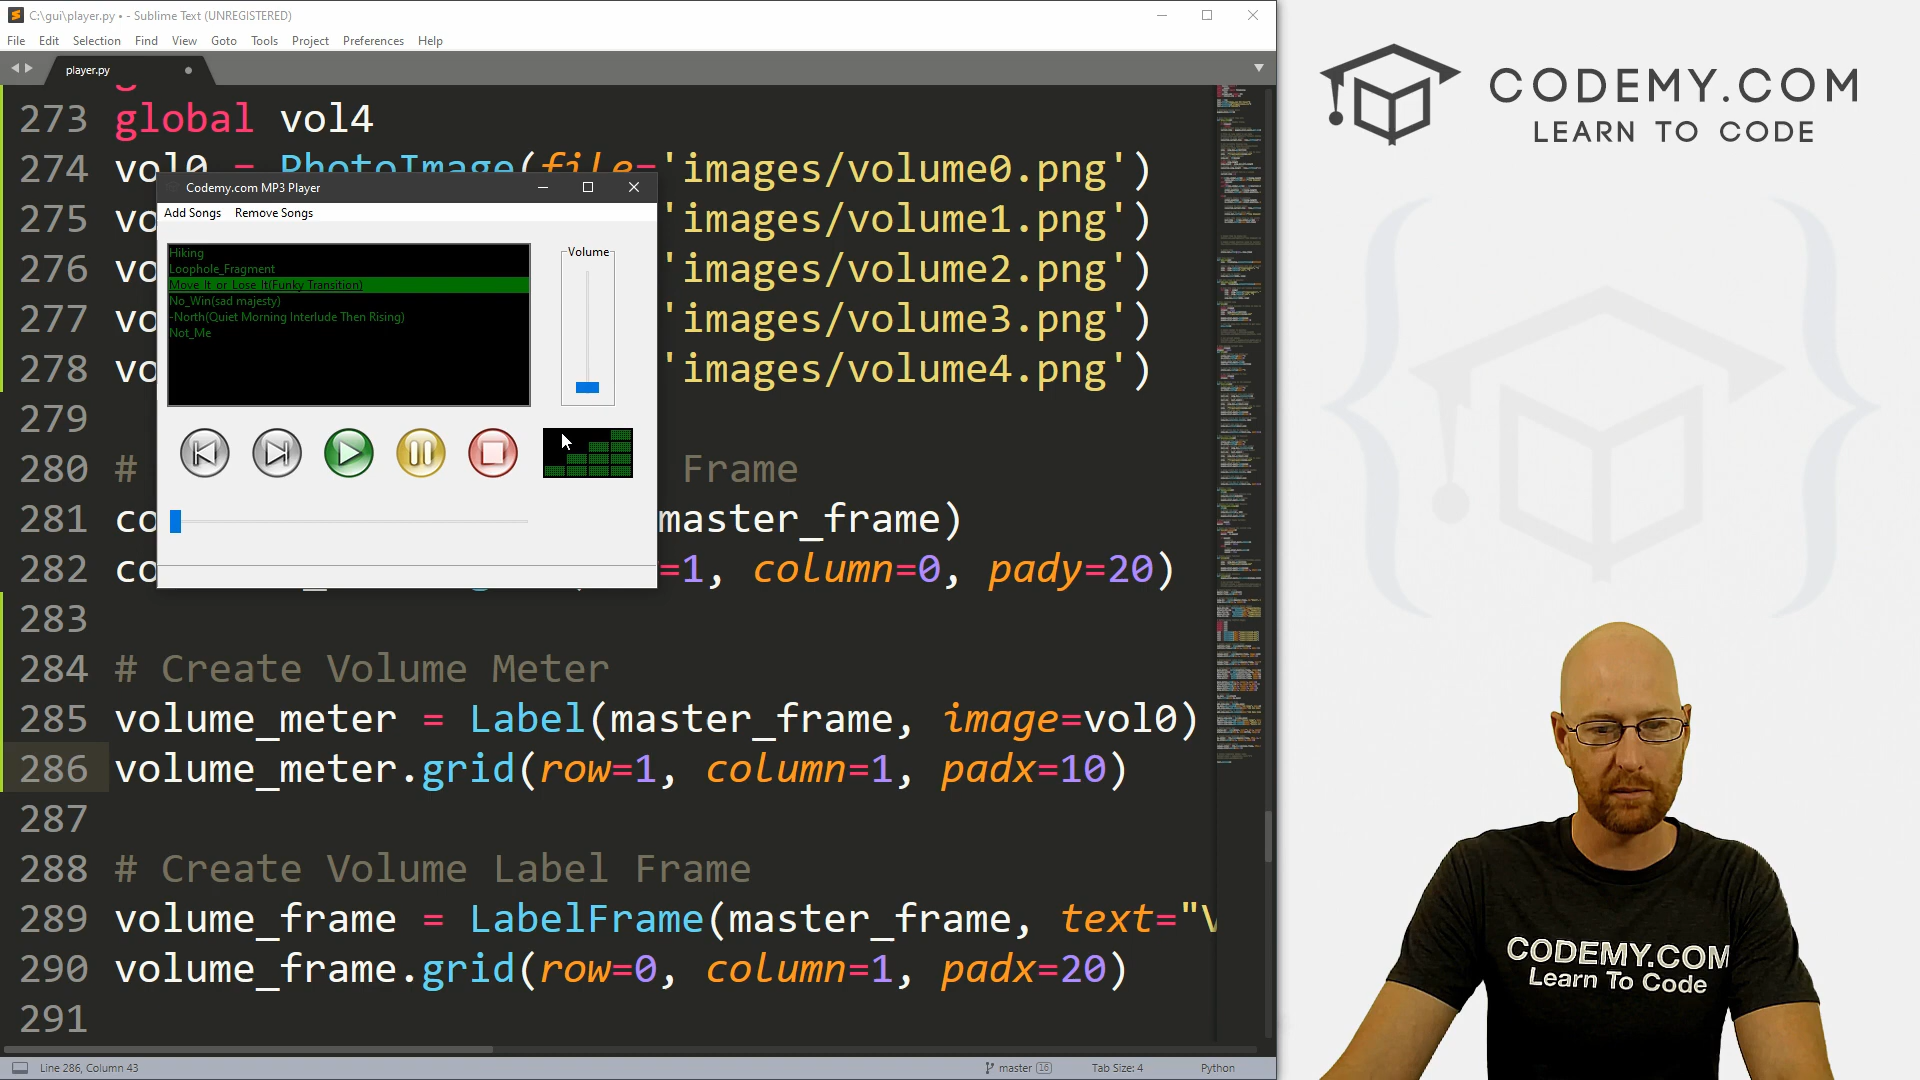 C:\gui\player.py • - Sublime Text (UNREGISTERED)
File Edit Selection Find View Goto Tools Project Preferences Help
player.py
273 global vol4
274 vol0 = PhotoImage(file='images/volume0.png')
275 vo 'images/volume1.png')
276 vo 'images/volume2.png')
277 vo 'images/volume3.png')
278 vo 'images/volume4.png')
279
280 # Frame
281 co master_frame)
282 co =1, column=0, pady=20)
283
284 # Create Volume Meter
285 volume_meter = Label(master_frame, image=vol0)
286 volume_meter.grid(row=1, column=1, padx=10)
287
288 # Create Volume Label Frame
289 volume_frame = LabelFrame(master_frame, text="V
290 volume_frame.grid(row=0, column=1, padx=20)
291
Codemy.com MP3 Player
Add Songs Remove Songs
Hiking
Loophole_Fragment
Move_It_or_Lose_It(Funky Transition)
No_Win(sad majesty)
-North(Quiet Morning Interlude Then Rising)
Not_Me
Volume
Line 286, Column 43
master 16
Tab Size: 4
Python
CODEMY.COM
LEARN TO CODE
CODEMY.COM
Learn To Code